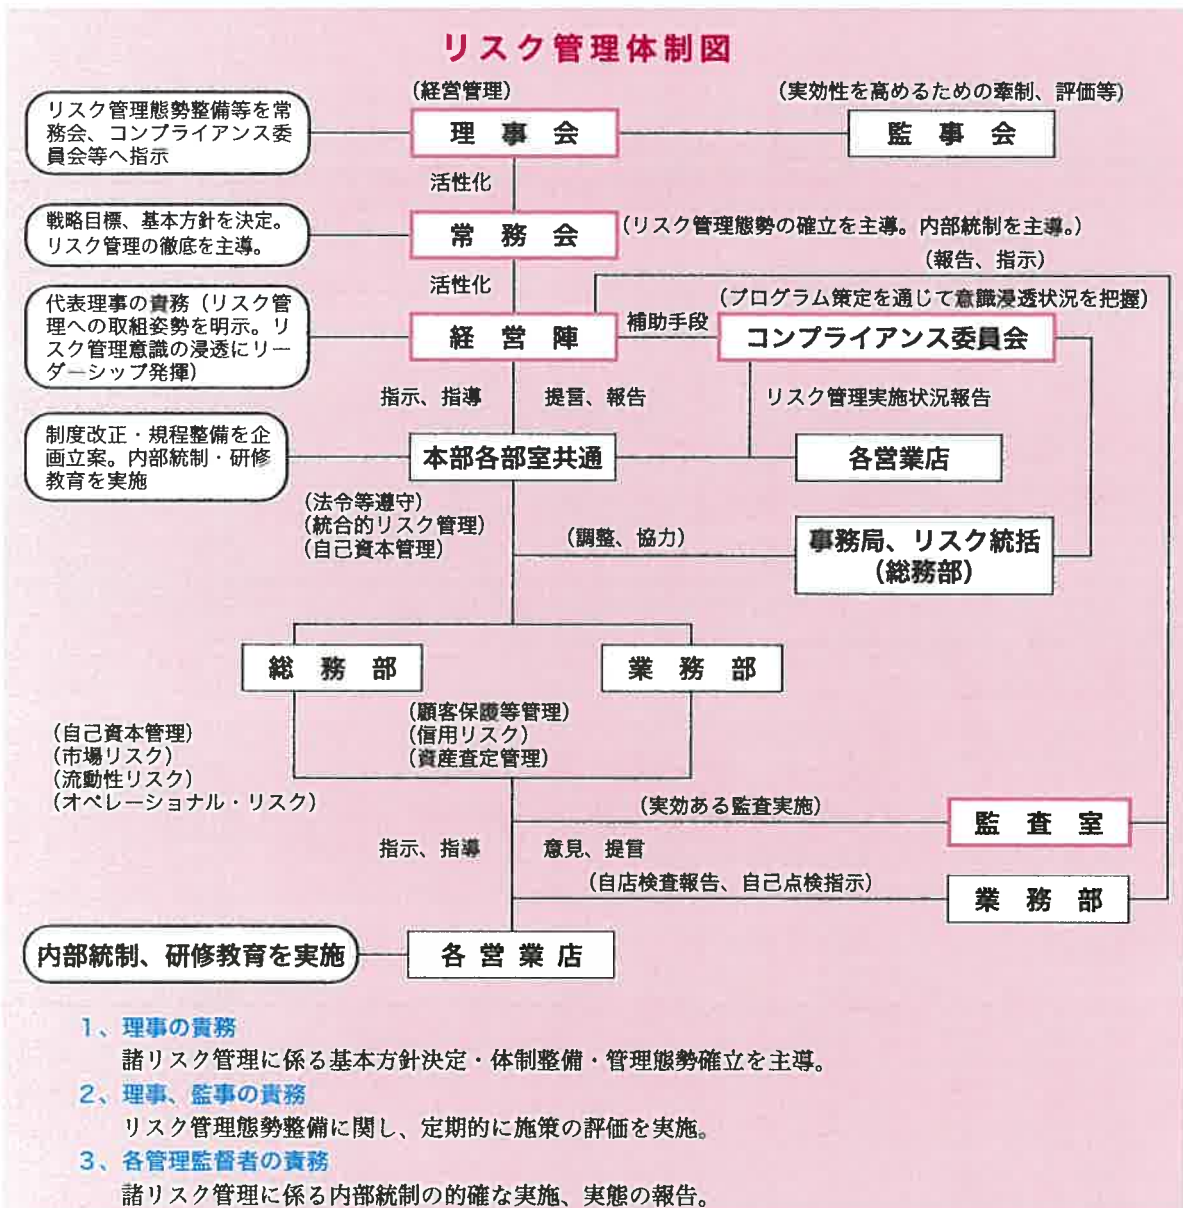 リスク管理体制図
(経営管理)
(実効性を高めるための牽制、評価等)
リスク管理態勢整備等を常
務会、コンプライアンス委
員会等へ指示
理事会
監事会
活性化
戦略目標、基本方針を決定。
リスク管理の徹底を主導。
常務会
(リスク管理態勢の確立を主導。内部統制を主導。)
(報告、指示)
活性化
代表理事の責務（リスク管
理への取組姿勢を明示。リ
スク管理意識の浸透にリー
ダーシップ発揮）
(プログラム策定を通じて意識浸透状況を把握)
経営陣
補助手段
コンプライアンス委員会
指示、指導
提言、報告
リスク管理実施状況報告
制度改正・規程整備を企
画立案。内部統制・研修
教育を実施
本部各部室共通
各営業店
(法令等遵守)
(統合的リスク管理)
(自己資本管理)
(調整、協力)
事務局、リスク統括
(総務部)
総務部
業務部
(自己資本管理)
(市場リスク)
(流動性リスク)
(オペレーショナル・リスク)
(顧客保護等管理)
(信用リスク)
(資産査定管理)
(実効ある監査実施)
監査室
指示、指導
意見、提言
(自店検査報告、自己点検指示)
業務部
内部統制、研修教育を実施
各営業店
1、理事の責務
諸リスク管理に係る基本方針決定・体制整備・管理態勢確立を主導。
2、理事、監事の責務
リスク管理態勢整備に関し、定期的に施策の評価を実施。
3、各管理監督者の責務
諸リスク管理に係る内部統制の的確な実施、実態の報告。